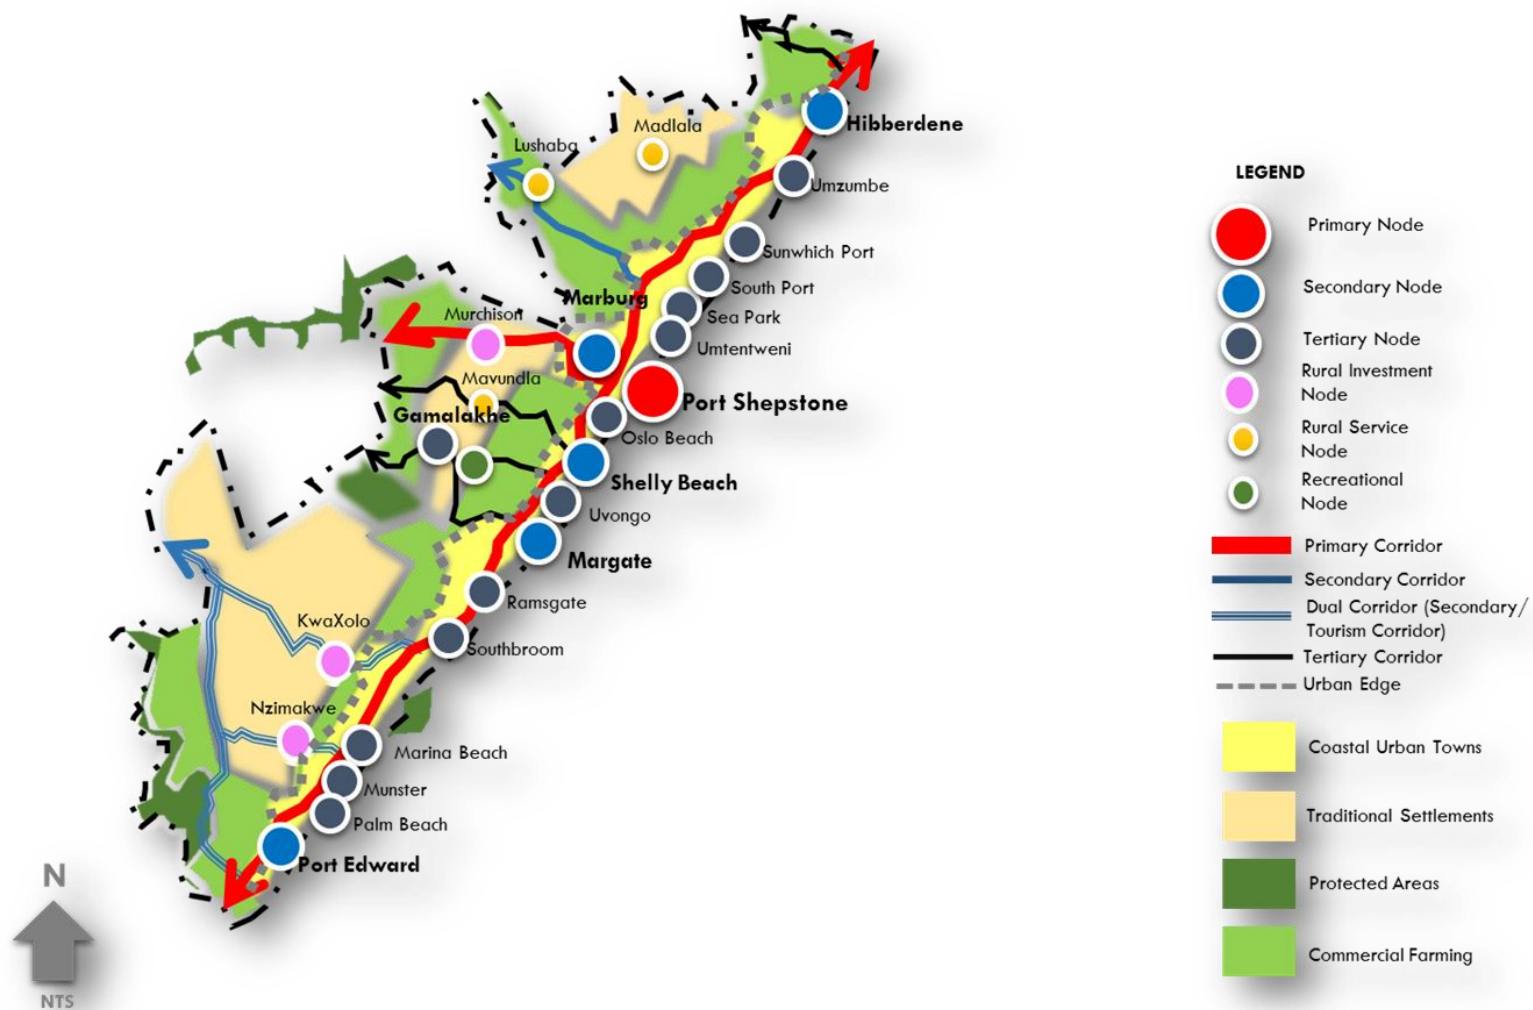 Hibberdene
Madlala
Lushaba
Umzumbe
Sunwhich Port
South Port
Marburg
Murchison
Sea Park
Umtentweni
Mavundla
Port Shepstone
Gamalakhe
Oslo Beach
Shelly Beach
Uvongo
Margate
Ramsgate
KwaXolo
Southbroom
Nzimakwe
Marina Beach
Munster
Palm Beach
Port Edward
N
NTS
LEGEND
Primary Node
Secondary Node
Tertiary Node
Rural Investment
Node
Rural Service
Node
Recreational
Node
Primary Corridor
Secondary Corridor
Dual Corridor (Secondary/
Tourism Corridor)
Tertiary Corridor
Urban Edge
Coastal Urban Towns
Traditional Settlements
Protected Areas
Commercial Farming